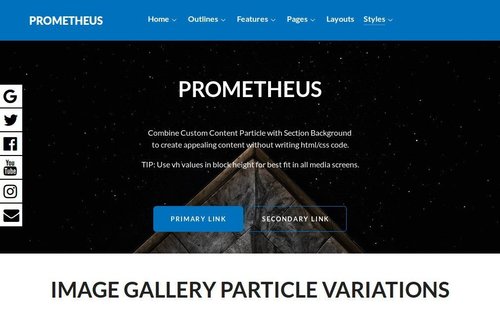 PROMETHEUS
Home Outlines Features Pages Layouts Styles
PROMETHEUS
Combine Custom Content Particle with Section Background
to create appealing content without writing html/css code.
TIP: Use vh values in block height for best fit in all media screens.
PRIMARY LINK SECONDARY LINK
You Tube
IMAGE GALLERY PARTICLE VARIATIONS